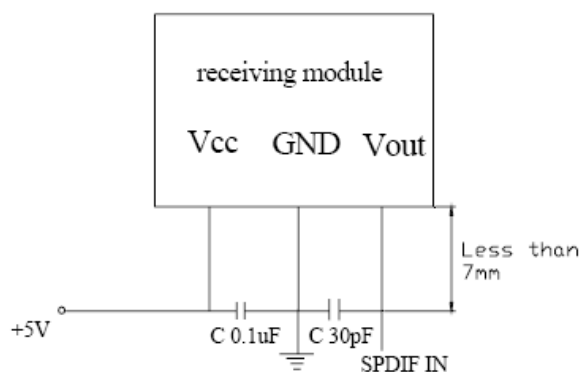 receiving module
Vcc GND Vout
Less than
7mm
+5V
C 0.1uF C 30pF
SPDIF IN